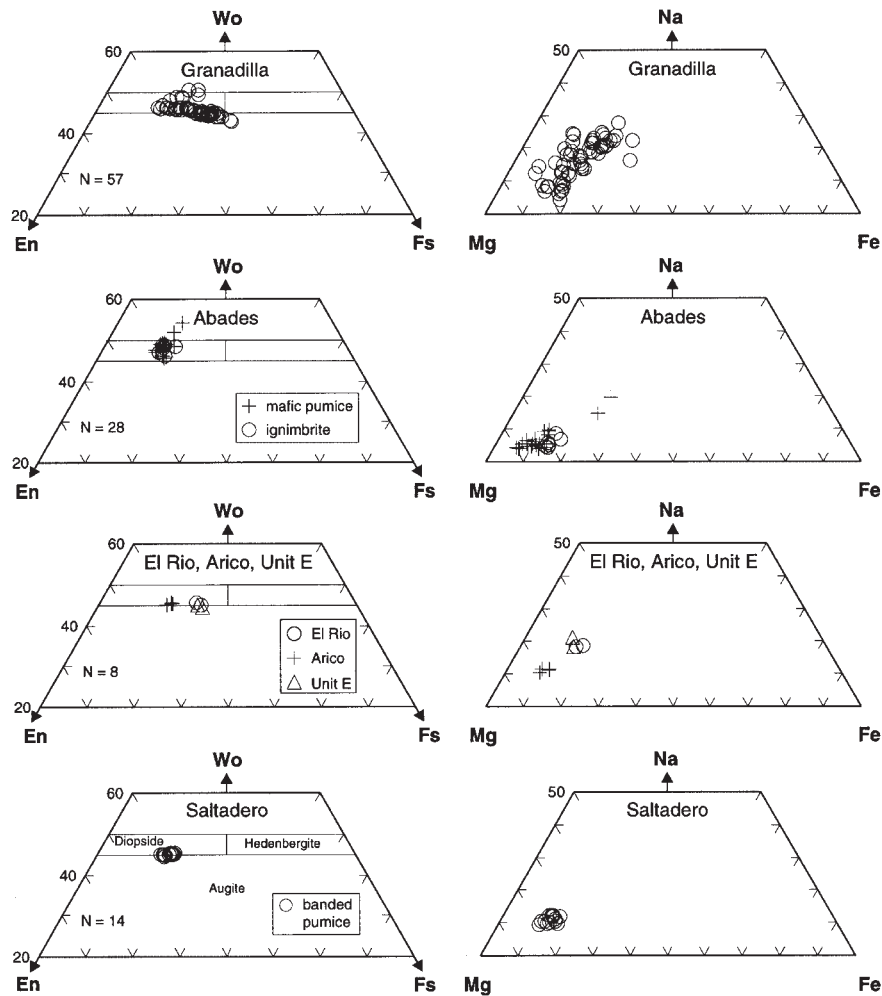 Wo
60
Granadilla
40
N = 57
20
En
Fs
Na
50
Granadilla
Mg
Fe
Wo
60
Abades
40
mafic pumice
ignimbrite
N = 28
20
En
Fs
Na
50
Abades
Mg
Fe
Wo
60
El Rio, Arico, Unit E
40
El Rio
Arico
Unit E
N = 8
20
En
Fs
Na
50
El Rio, Arico, Unit E
Mg
Fe
Wo
60
Saltadero
Diopside
Hedenbergite
40
Augite
banded
pumice
N = 14
20
En
Fs
Na
50
Saltadero
Mg
Fe